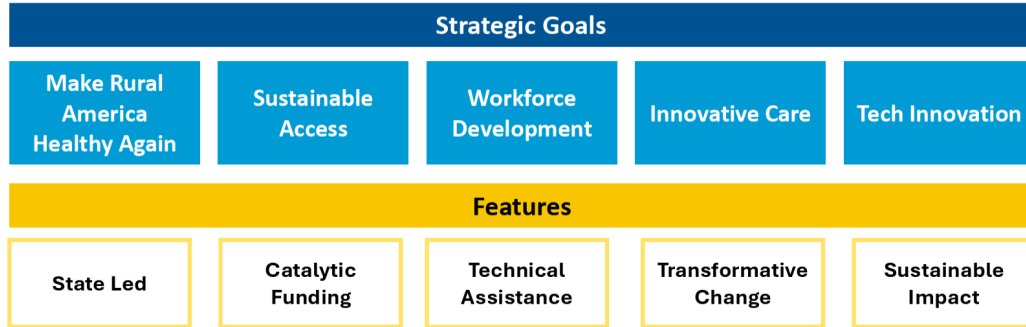 Strategic Goals
Make Rural
America
Healthy Again
Sustainable
Access
Workforce
Development
Innovative Care
Tech Innovation
Features
State Led
Catalytic
Funding
Technical
Assistance
Transformative
Change
Sustainable
Impact